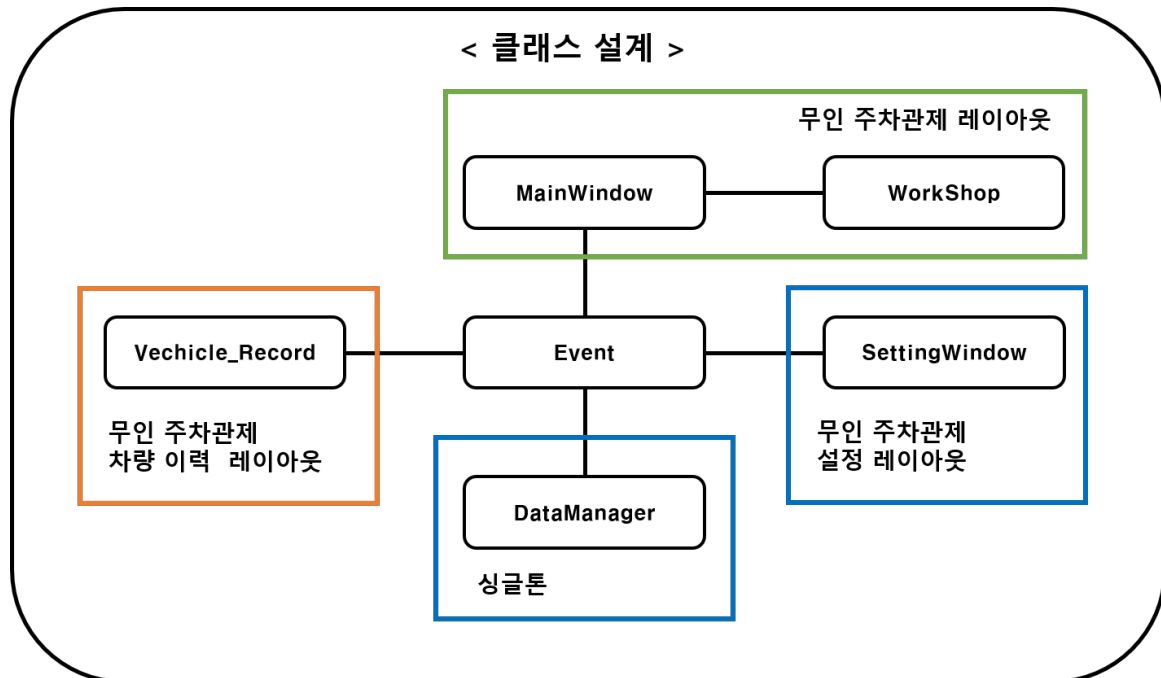 < 클래스 설계 >
무인 주차관제 레이아웃
MainWindow
WorkShop
Vechicle_Record
Event
SettingWindow
무인 주차관제
차량 이력 레이아웃
무인 주차관제
설정 레이아웃
DataManager
싱글톤